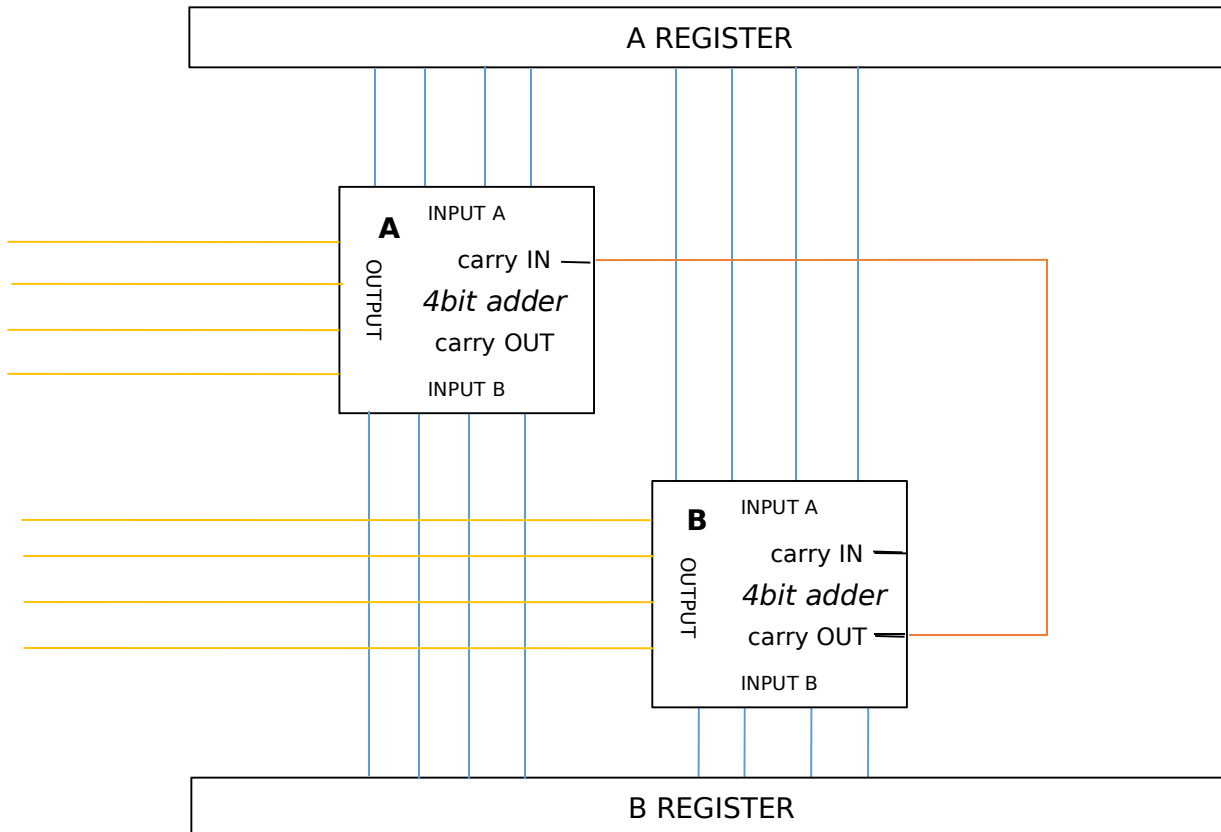 A REGISTER
A
INPUT A
carry IN
OUTPUT
4bit adder
carry OUT
INPUT B
B
INPUT A
carry IN
OUTPUT
4bit adder
carry OUT
INPUT B
B REGISTER